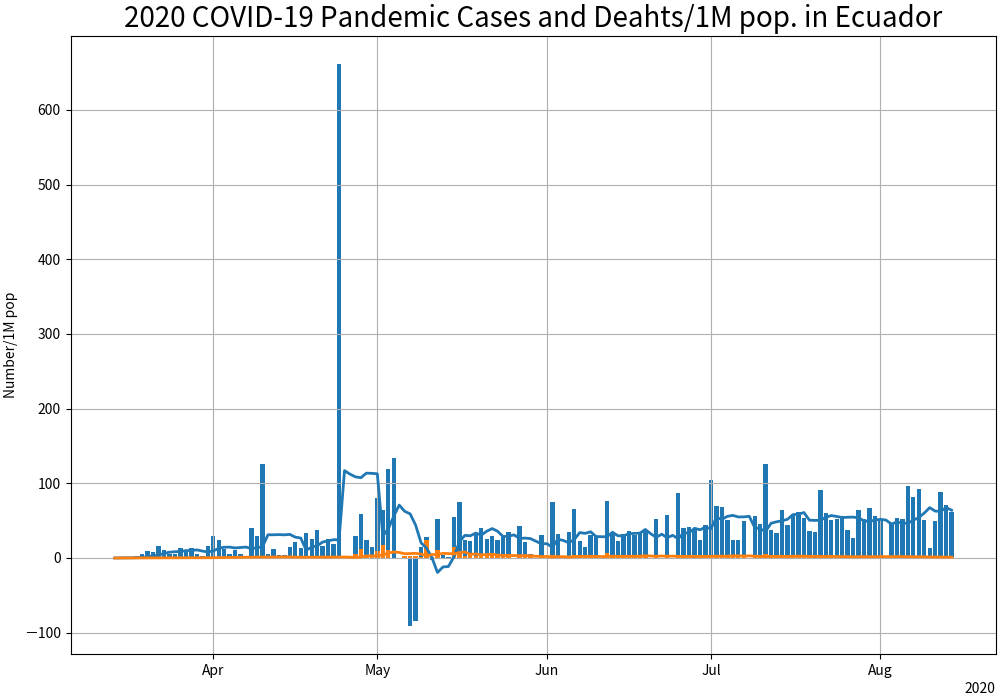 2020 COVID-19 Pandemic Cases and Deahts/1M pop. in Ecuador
Number/1M pop
600
500
400
300
200
100
0
−100
Apr
May
Jun
Jul
Aug
2020